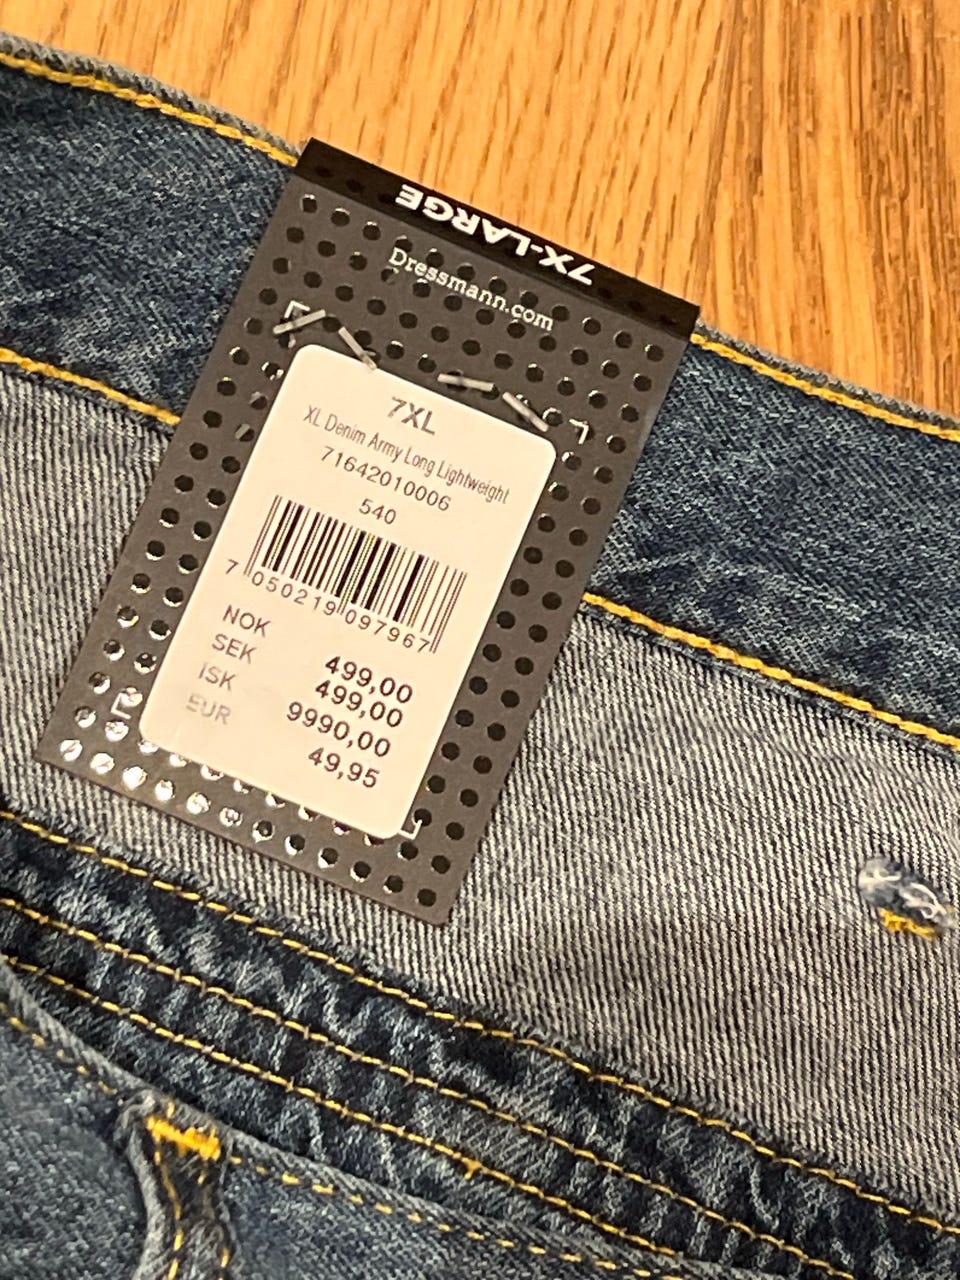 7X-LARGE
Dressmann.com
7XL
XL Denim Army Long Lightweight
71642010006
540
7 050219 097967
NOK 499,00
SEK 499,00
ISK 9990,00
EUR 49,95